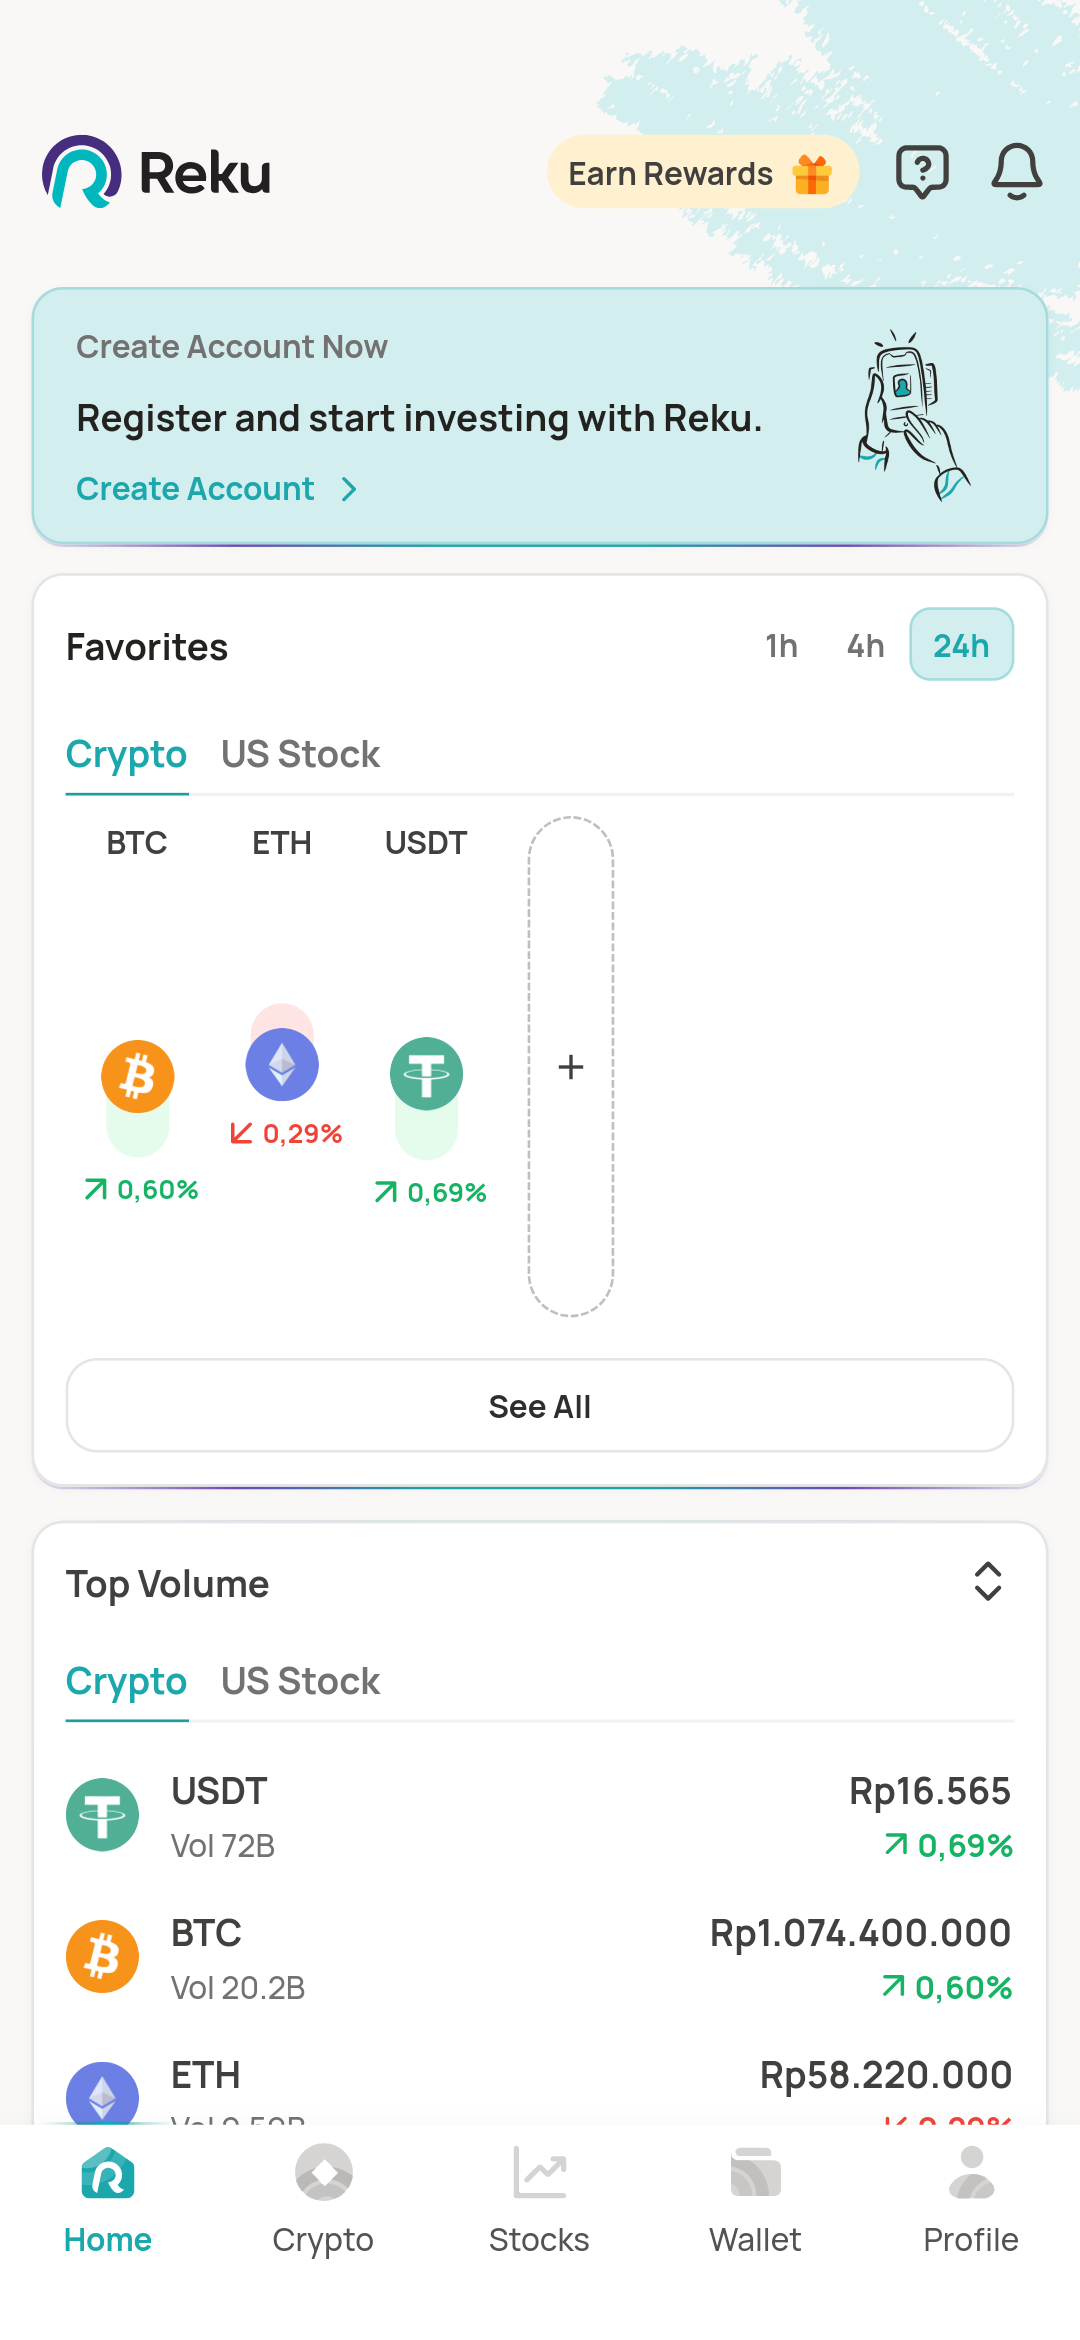 Reku
Earn Rewards
Create Account Now
Register and start investing with Reku.
Create Account
Favorites
1h 4h 24h
Crypto US Stock
BTC ETH USDT
0,29%
0,60% 0,69%
See All
Top Volume
Crypto US Stock
USDT Rp16.565
Vol 72B 0,69%
BTC Rp1.074.400.000
Vol 20.2B 0,60%
ETH Rp58.220.000
Home Crypto Stocks Wallet Profile